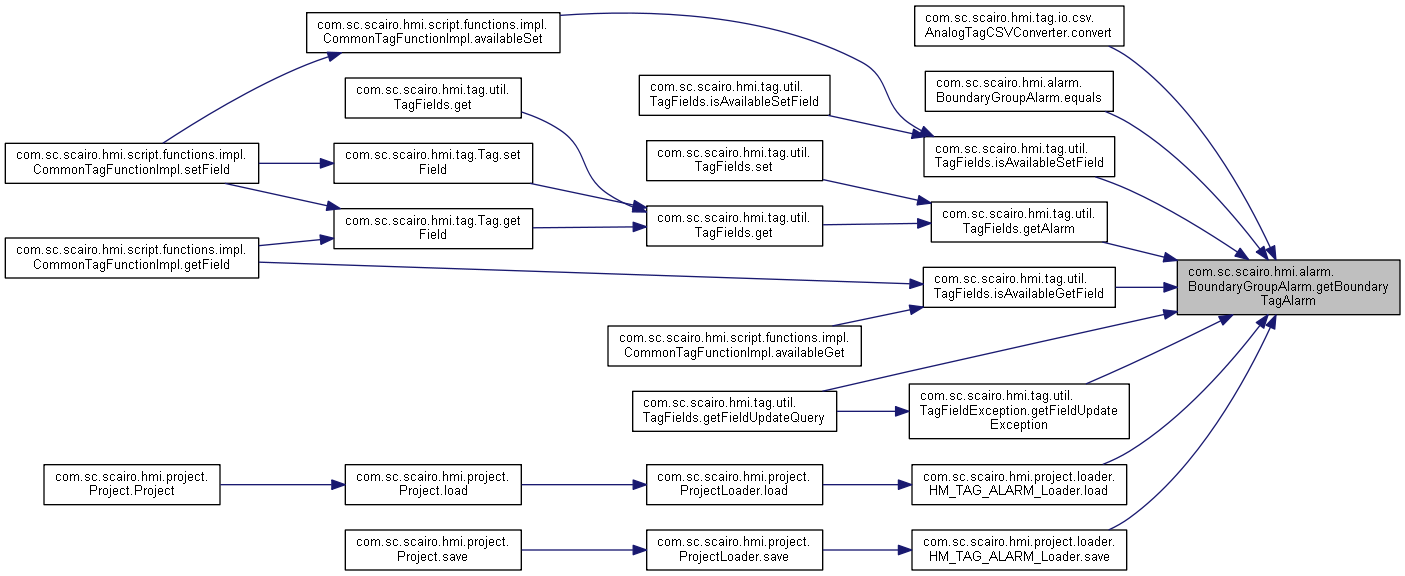 com.sc.scairo.hmi.script.functions.impl.
CommonTagFunctionImpl.availableSet
com.sc.scairo.hmi.tag.io.csv.
AnalogTagCSVConverter.convert
com.sc.scairo.hmi.tag.util.
TagFields.get
com.sc.scairo.hmi.tag.util.
TagFields.isAvailableSetField
com.sc.scairo.hmi.alarm.
BoundaryGroupAlarm.equals
com.sc.scairo.hmi.script.functions.impl.
CommonTagFunctionImpl.setField
com.sc.scairo.hmi.tag.Tag.set
Field
com.sc.scairo.hmi.tag.util.
TagFields.set
com.sc.scairo.hmi.tag.util.
TagFields.isAvailableSetField
com.sc.scairo.hmi.tag.Tag.get
Field
com.sc.scairo.hmi.tag.util.
TagFields.get
com.sc.scairo.hmi.tag.util.
TagFields.getAlarm
com.sc.scairo.hmi.script.functions.impl.
CommonTagFunctionImpl.getField
com.sc.scairo.hmi.tag.util.
TagFields.isAvailableGetField
com.sc.scairo.hmi.alarm.
BoundaryGroupAlarm.getBoundary
TagAlarm
com.sc.scairo.hmi.script.functions.impl.
CommonTagFunctionImpl.availableGet
com.sc.scairo.hmi.tag.util.
TagFields.getFieldUpdateQuery
com.sc.scairo.hmi.tag.util.
TagFieldException.getFieldUpdate
Exception
com.sc.scairo.hmi.project.
Project.Project
com.sc.scairo.hmi.project.
Project.load
com.sc.scairo.hmi.project.
ProjectLoader.load
com.sc.scairo.hmi.project.loader.
HM_TAG_ALARM_Loader.load
com.sc.scairo.hmi.project.
Project.save
com.sc.scairo.hmi.project.
ProjectLoader.save
com.sc.scairo.hmi.project.loader.
HM_TAG_ALARM_Loader.save